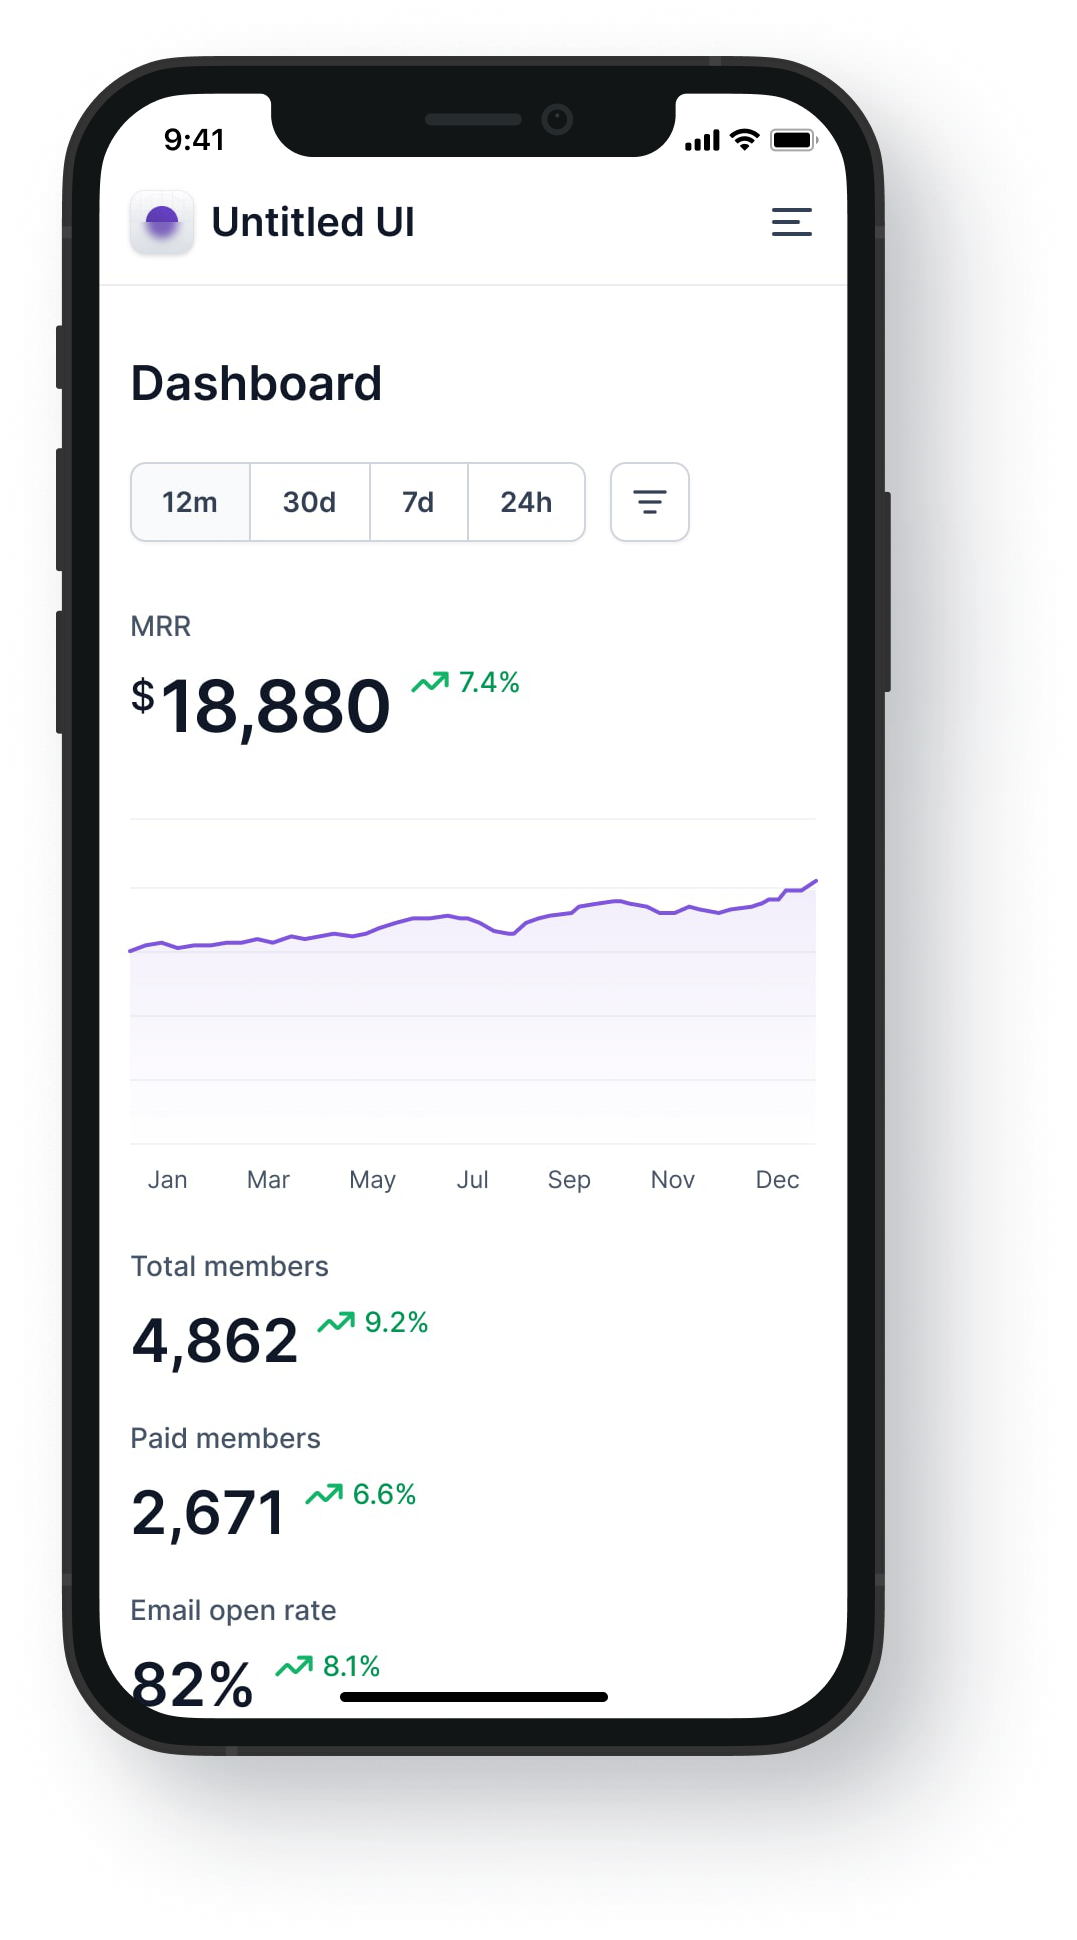 9:41
Untitled UI
Dashboard
12m 30d 7d 24h
MRR
$18,880 7.4%
Jan Mar May Jul Sep Nov Dec
Total members
4,862 9.2%
Paid members
2,671 6.6%
Email open rate
82% 8.1%